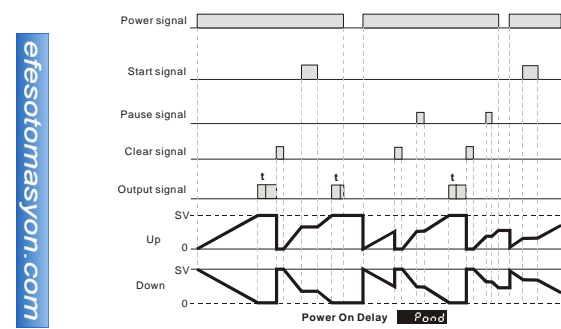 efesotomasyon.com
Power signal
Start signal
Pause signal
Clear signal
t
t
t
Output signal
SV
Up
0
SV
Down
0
Power On Delay
Pond